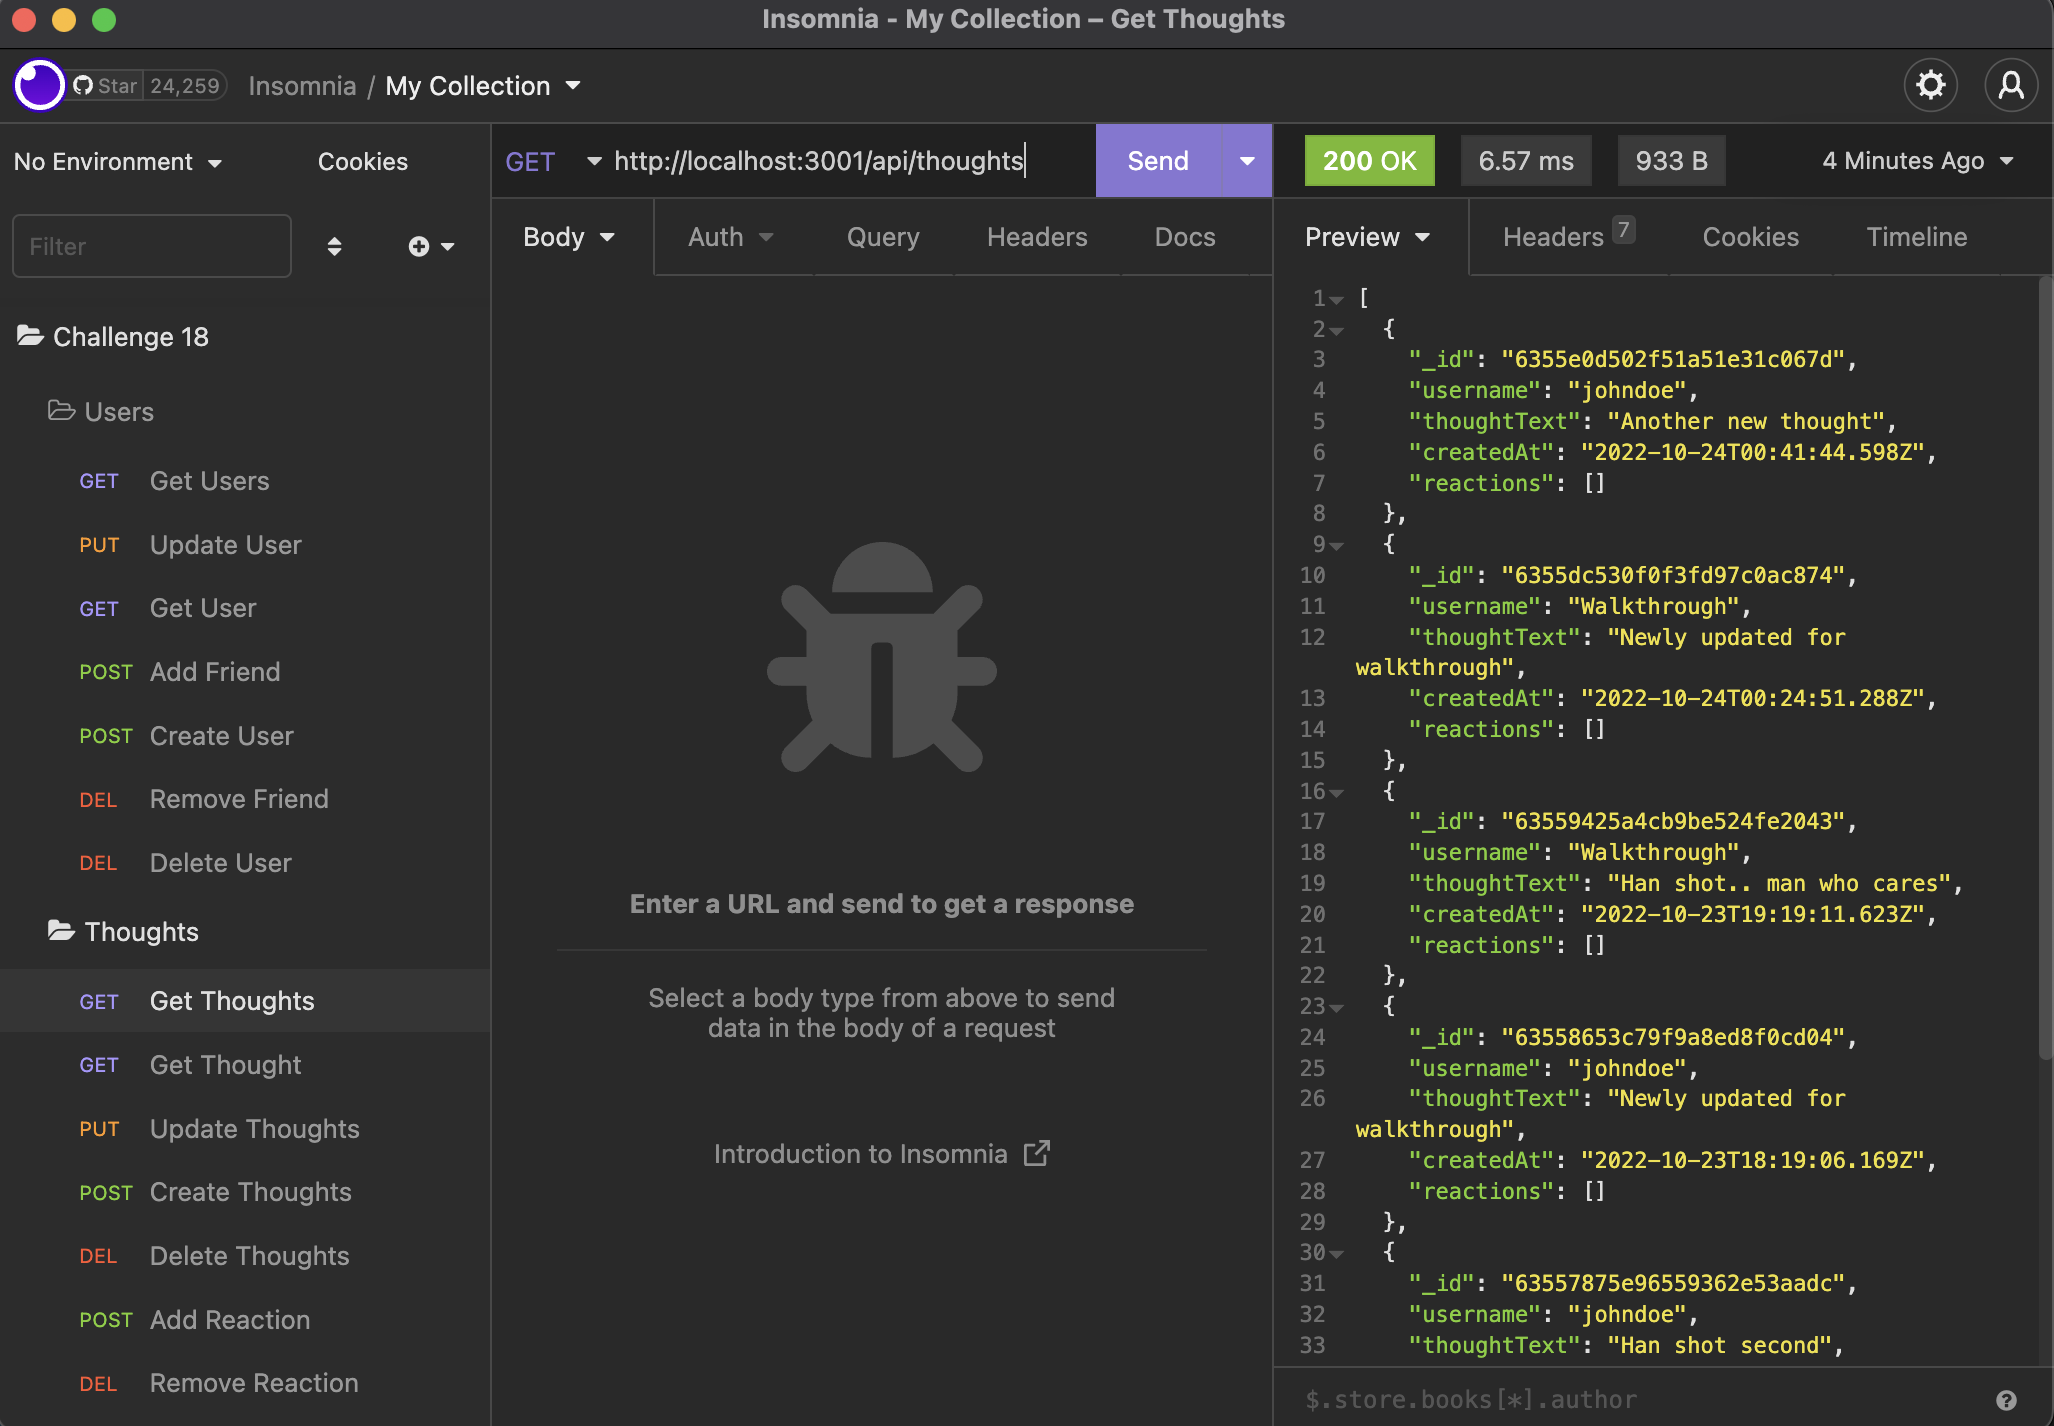 Insomnia - My Collection – Get Thoughts
Star 24,259 Insomnia / My Collection
No Environment Cookies
Filter
Challenge 18
Users
GET Get Users
PUT Update User
GET Get User
POST Add Friend
POST Create User
DEL Remove Friend
DEL Delete User
Thoughts
GET Get Thoughts
GET Get Thought
PUT Update Thoughts
POST Create Thoughts
DEL Delete Thoughts
POST Add Reaction
DEL Remove Reaction
GET http://localhost:3001/api/thoughts Send
Body Auth Query Headers Docs
Enter a URL and send to get a response
Select a body type from above to send
data in the body of a request
Introduction to Insomnia
200 OK 6.57 ms 933 B 4 Minutes Ago
Preview Headers 7 Cookies Timeline
1 [
2 {
3 "_id": "6355e0d502f51a51e31c067d",
4 "username": "johndoe",
5 "thoughtText": "Another new thought",
6 "createdAt": "2022-10-24T00:41:44.598Z",
7 "reactions": []
8 },
9 {
10 "_id": "6355dc530f0f3fd97c0ac874",
11 "username": "Walkthrough",
12 "thoughtText": "Newly updated for
walkthrough",
13 "createdAt": "2022-10-24T00:24:51.288Z",
14 "reactions": []
15 },
16 {
17 "_id": "63559425a4cb9be524fe2043",
18 "username": "Walkthrough",
19 "thoughtText": "Han shot.. man who cares",
20 "createdAt": "2022-10-23T19:19:11.623Z",
21 "reactions": []
22 },
23 {
24 "_id": "63558653c79f9a8ed8f0cd04",
25 "username": "johndoe",
26 "thoughtText": "Newly updated for
walkthrough",
27 "createdAt": "2022-10-23T18:19:06.169Z",
28 "reactions": []
29 },
30 {
31 "_id": "63557875e96559362e53aadc",
32 "username": "johndoe",
33 "thoughtText": "Han shot second",
$.store.books[*].author